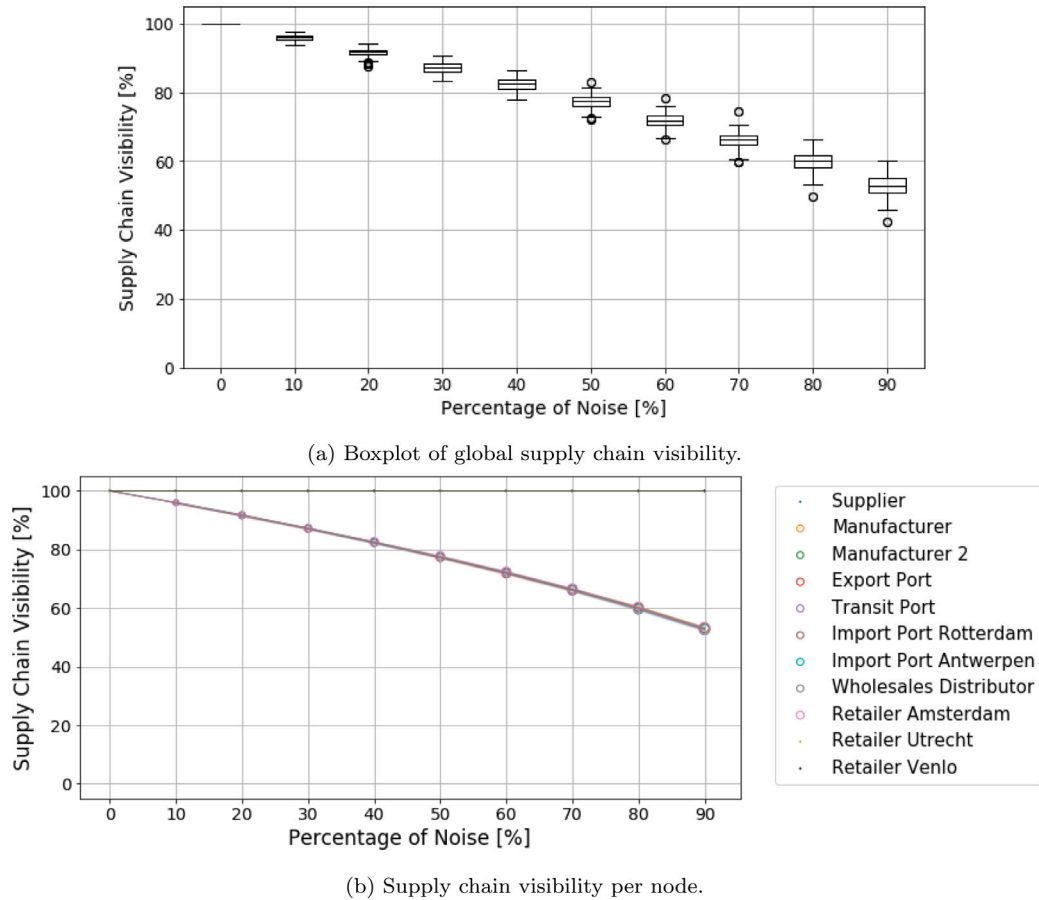 100
80
60
40
20
0
Supply Chain Visibility [%]
0 10 20 30 40 50 60 70 80 90
Percentage of Noise [%]
(a) Boxplot of global supply chain visibility.
100
80
60
40
20
0
Supply Chain Visibility [%]
0 10 20 30 40 50 60 70 80 90
Percentage of Noise [%]
Supplier
Manufacturer
Manufacturer 2
Export Port
Transit Port
Import Port Rotterdam
Import Port Antwerpen
Wholesales Distributor
Retailer Amsterdam
Retailer Utrecht
Retailer Venlo
(b) Supply chain visibility per node.